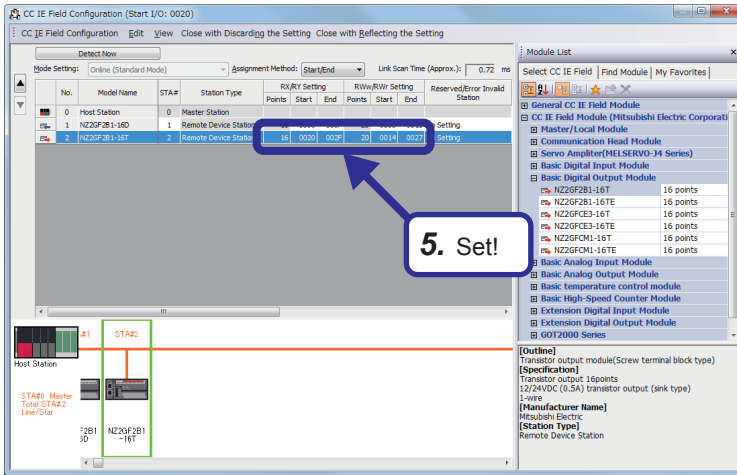 CC IE Field Configuration (Start I/O: 0020)
CC IE Field Configuration Edit View Close with Discarding the Setting Close with Reflecting the Setting
Detect Now
Mode Setting: Online (Standard Mode) Assignment Method: Start/End Link Scan Time (Approx.): 0.72 ms
No. Model Name STA# Station Type RX/RY Setting RWw/RWr Setting Reserved/Error Invalid Station
Points Start End Points Start End
0 Host Station 0 Master Station
1 NZ2GF2B1-16D 1 Remote Device Station Setting
2 NZ2GF2B1-16T 2 Remote Device Station 16 0020 002F 20 0014 0027 Setting
5. Set!
#1 STA#2
Host Station
STA#0 Master
Total STA#2
Line/Star
F2B1
NZ2GF2B1
-16T
Module List
Select CC IE Field Find Module My Favorites
General CC IE Field Module
CC IE Field Module (Mitsubishi Electric Corporati
Master/Local Module
Communication Head Module
Servo Ampliter(MELSERVO-J4 Series)
Basic Digital Input Module
Basic Digital Output Module
NZ2GF2B1-16T 16 points
NZ2GF2B1-16TE 16 points
NZ2GFCE3-16T 16 points
NZ2GFCE3-16TE 16 points
NZ2GFCM1-16T 16 points
NZ2GFCM1-16TE 16 points
Basic Analog Input Module
Basic Analog Output Module
Basic temperature control module
Basic High-Speed Counter Module
Extension Digital Input Module
Extension Digital Output Module
GOT2000 Series
[Outline]
Transistor output module(Screw terminal block type)
[Specification]
Transistor output 16points
12/24VDC (0.5A) transistor output (sink type)
1-wire
[Manufacturer Name]
Mitsubishi Electric
[Station Type]
Remote Device Station